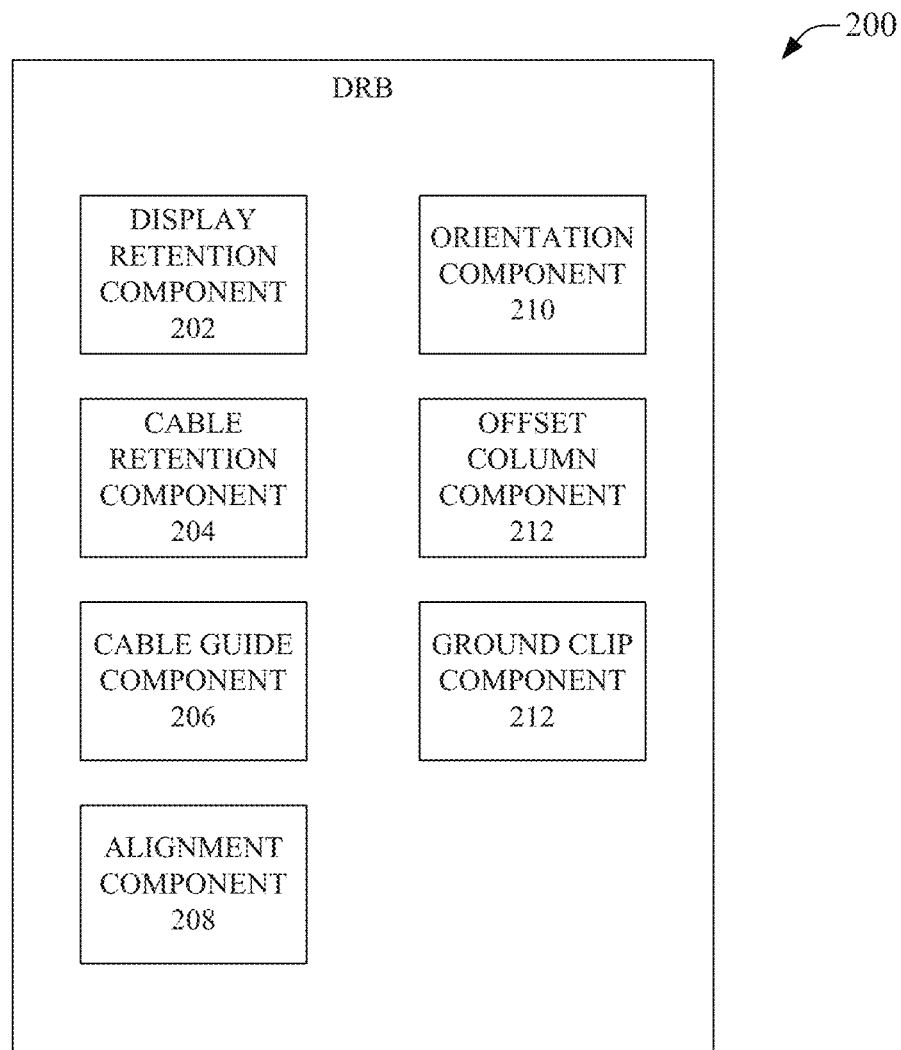 200
DRB
DISPLAY
RETENTION
COMPONENT
202
ORIENTATION
COMPONENT
210
CABLE
RETENTION
COMPONENT
204
OFFSET
COLUMN
COMPONENT
212
CABLE GUIDE
COMPONENT
206
GROUND CLIP
COMPONENT
212
ALIGNMENT
COMPONENT
208